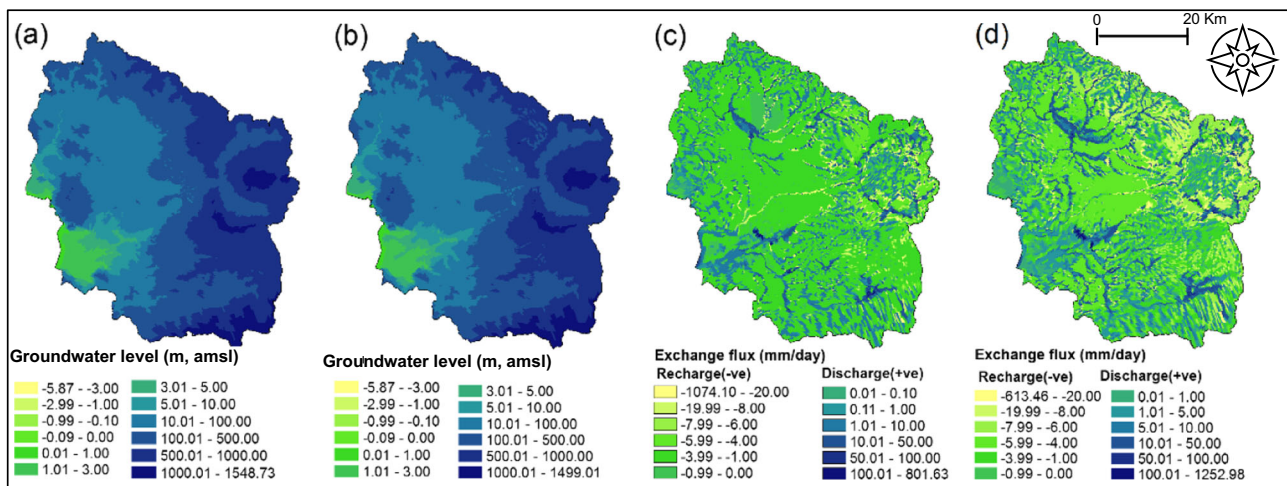 (a)
(b)
(c)
(d)
0 20 Km
Groundwater level (m, amsl)
-5.87 - -3.00 3.01 - 5.00
-2.99 - -1.00 5.01 - 10.00
-0.99 - -0.10 10.01 - 100.00
-0.09 - 0.00 100.01 - 500.00
0.01 - 1.00 500.01 - 1000.00
1.01 - 3.00 1000.01 - 1548.73
Groundwater level (m, amsl)
-5.87 - -3.00 3.01 - 5.00
-2.99 - -1.00 5.01 - 10.00
-0.99 - -0.10 10.01 - 100.00
-0.09 - 0.00 100.01 - 500.00
0.01 - 1.00 500.01 - 1000.00
1.01 - 3.00 1000.01 - 1499.01
Exchange flux (mm/day)
Recharge(-ve) Discharge(+ve)
-1074.10 - -20.00 0.01 - 0.10
-19.99 - -8.00 0.11 - 1.00
-7.99 - -6.00 1.01 - 10.00
-5.99 - -4.00 10.01 - 50.00
-3.99 - -1.00 50.01 - 100.00
-0.99 - 0.00 100.01 - 801.63
Exchange flux (mm/day)
Recharge(-ve) Discharge(+ve)
-613.46 - -20.00 0.01 - 1.00
-19.99 - -8.00 1.01 - 5.00
-7.99 - -6.00 5.01 - 10.00
-5.99 - -4.00 10.01 - 50.00
-3.99 - -1.00 50.01 - 100.00
-0.99 - 0.00 100.01 - 1252.98